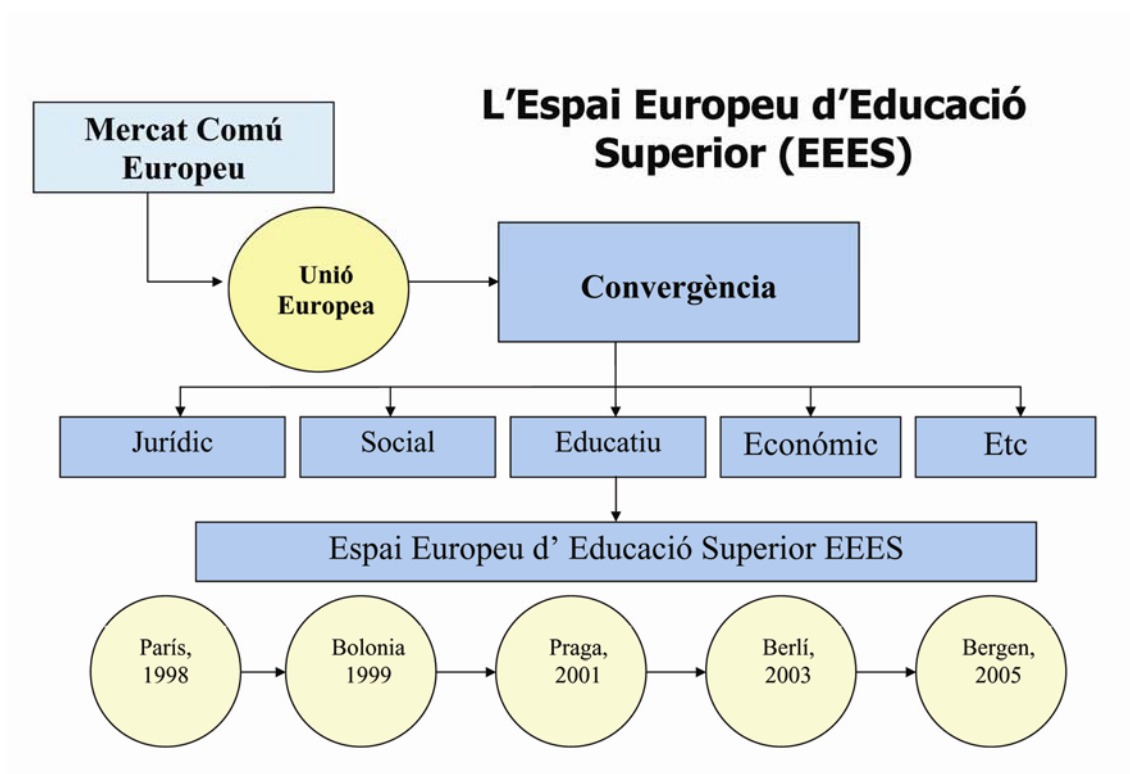 L’Espai Europeu d’Educació
Superior (EEES)
Mercat Comú
Europeu
Unió
Europea
Convergència
Jurídic
Social
Educatiu
Económic
Etc
Espai Europeu d’ Educació Superior EEES
París,
1998
Bolonia
1999
Praga,
2001
Berlí,
2003
Bergen,
2005